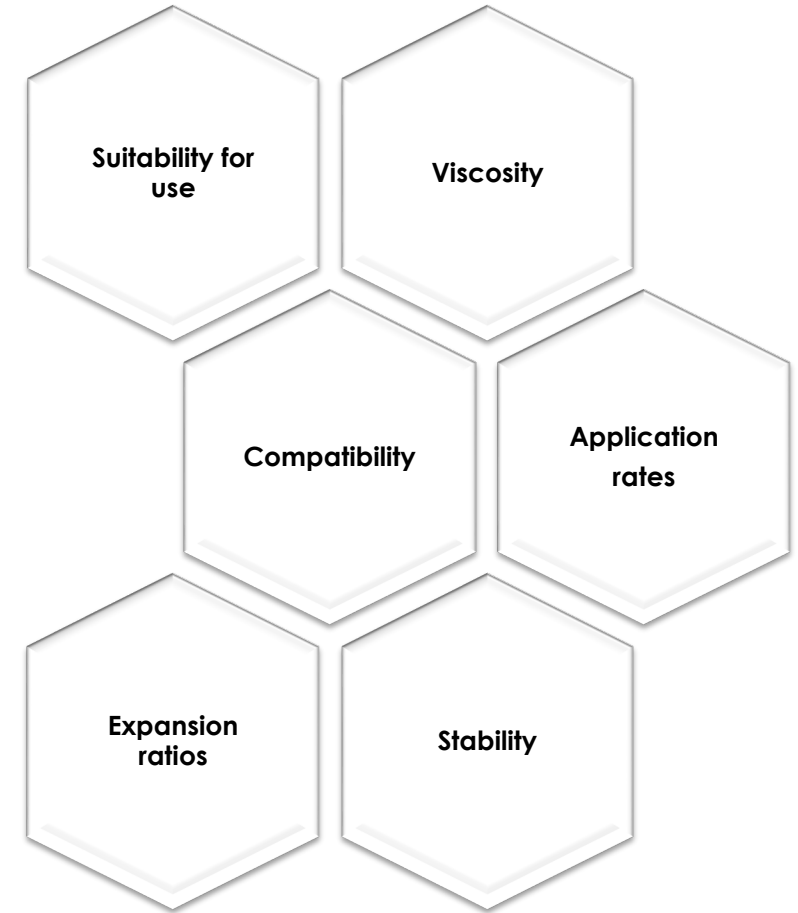 Suitability for
use
Viscosity
Compatibility
Application
rates
Expansion
ratios
Stability